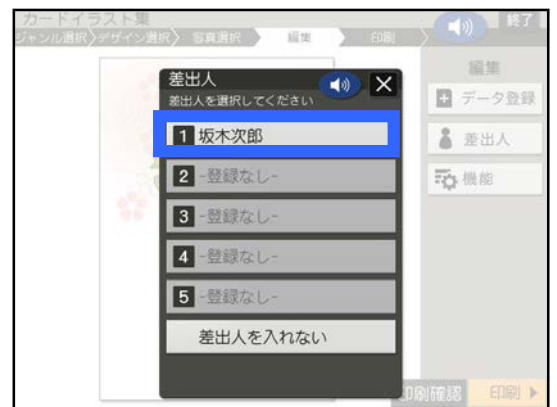 カードイラスト集
終了
ジャンル選択〉デザイン選択〉写真選択 編集 印刷
編集
データ登録
差出人
機能
差出人
差出人を選択してください
1 坂木次郎
2 -登録なし-
3 -登録なし-
4 -登録なし-
5 -登録なし-
差出人を入れない
印刷確認
印刷